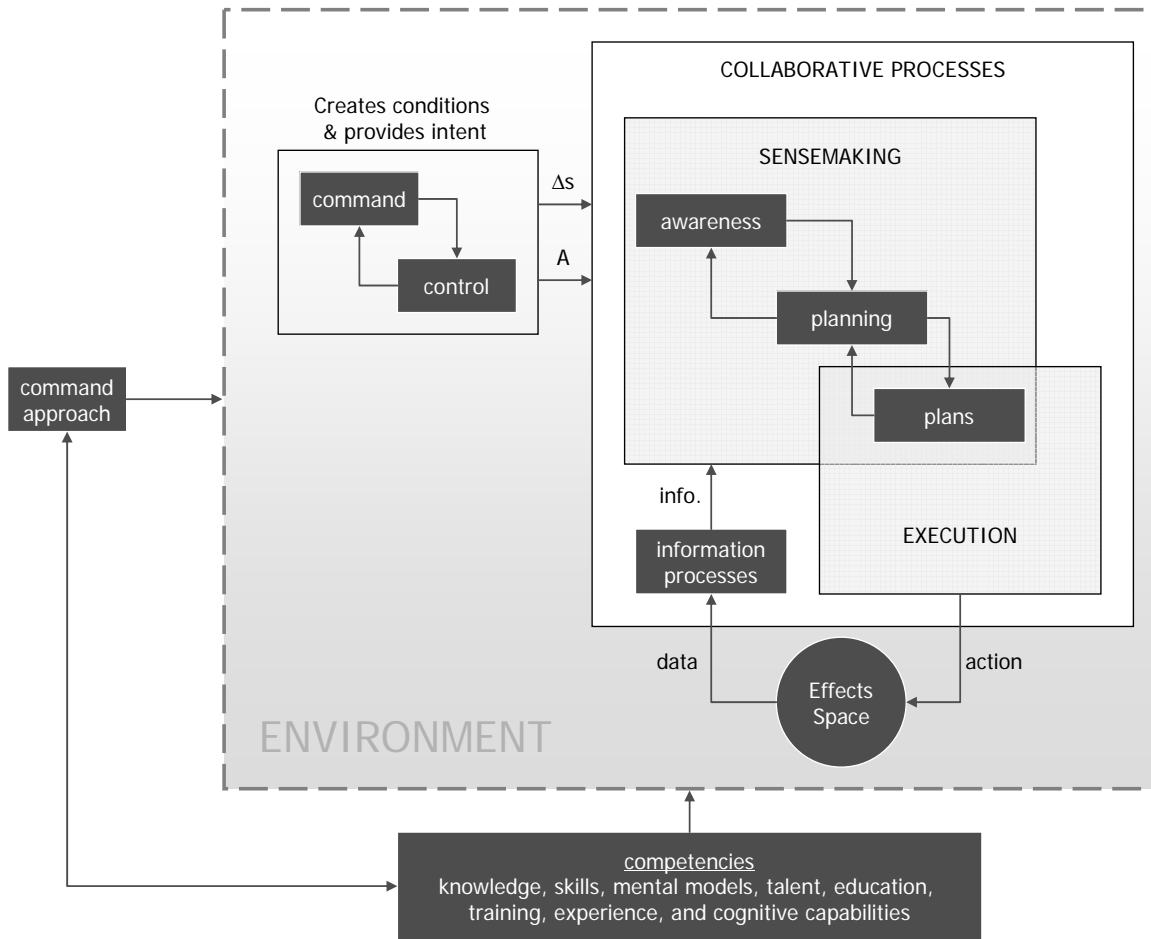 COLLABORATIVE PROCESSES
Creates conditions
& provides intent
SENSEMAKING
command
Δs
awareness
A
control
planning
command
approach
plans
info.
EXECUTION
information
processes
data
action
Effects
Space
ENVIRONMENT
competencies
knowledge, skills, mental models, talent, education,
training, experience, and cognitive capabilities